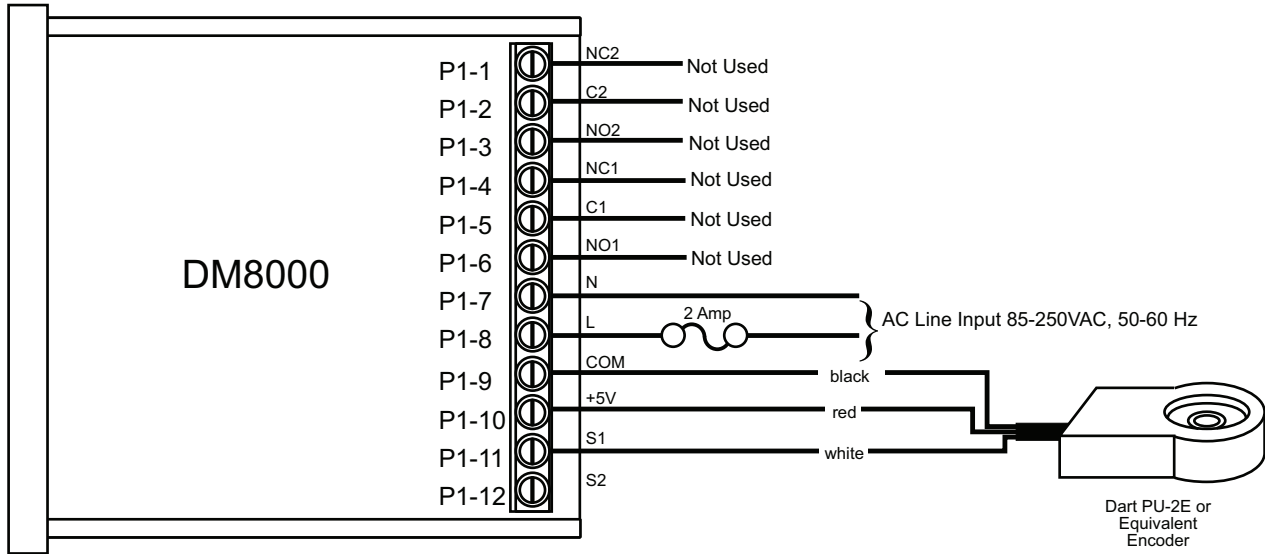 NC2
P1-1
Not Used
C2
P1-2
Not Used
NO2
P1-3
Not Used
NC1
P1-4
Not Used
C1
P1-5
Not Used
NO1
P1-6
Not Used
DM8000
N
P1-7
2 Amp
AC Line Input 85-250VAC, 50-60 Hz
L
P1-8
COM
P1-9
black
+5V
P1-10
red
S1
P1-11
white
S2
P1-12
Dart PU-2E or
Equivalent
Encoder